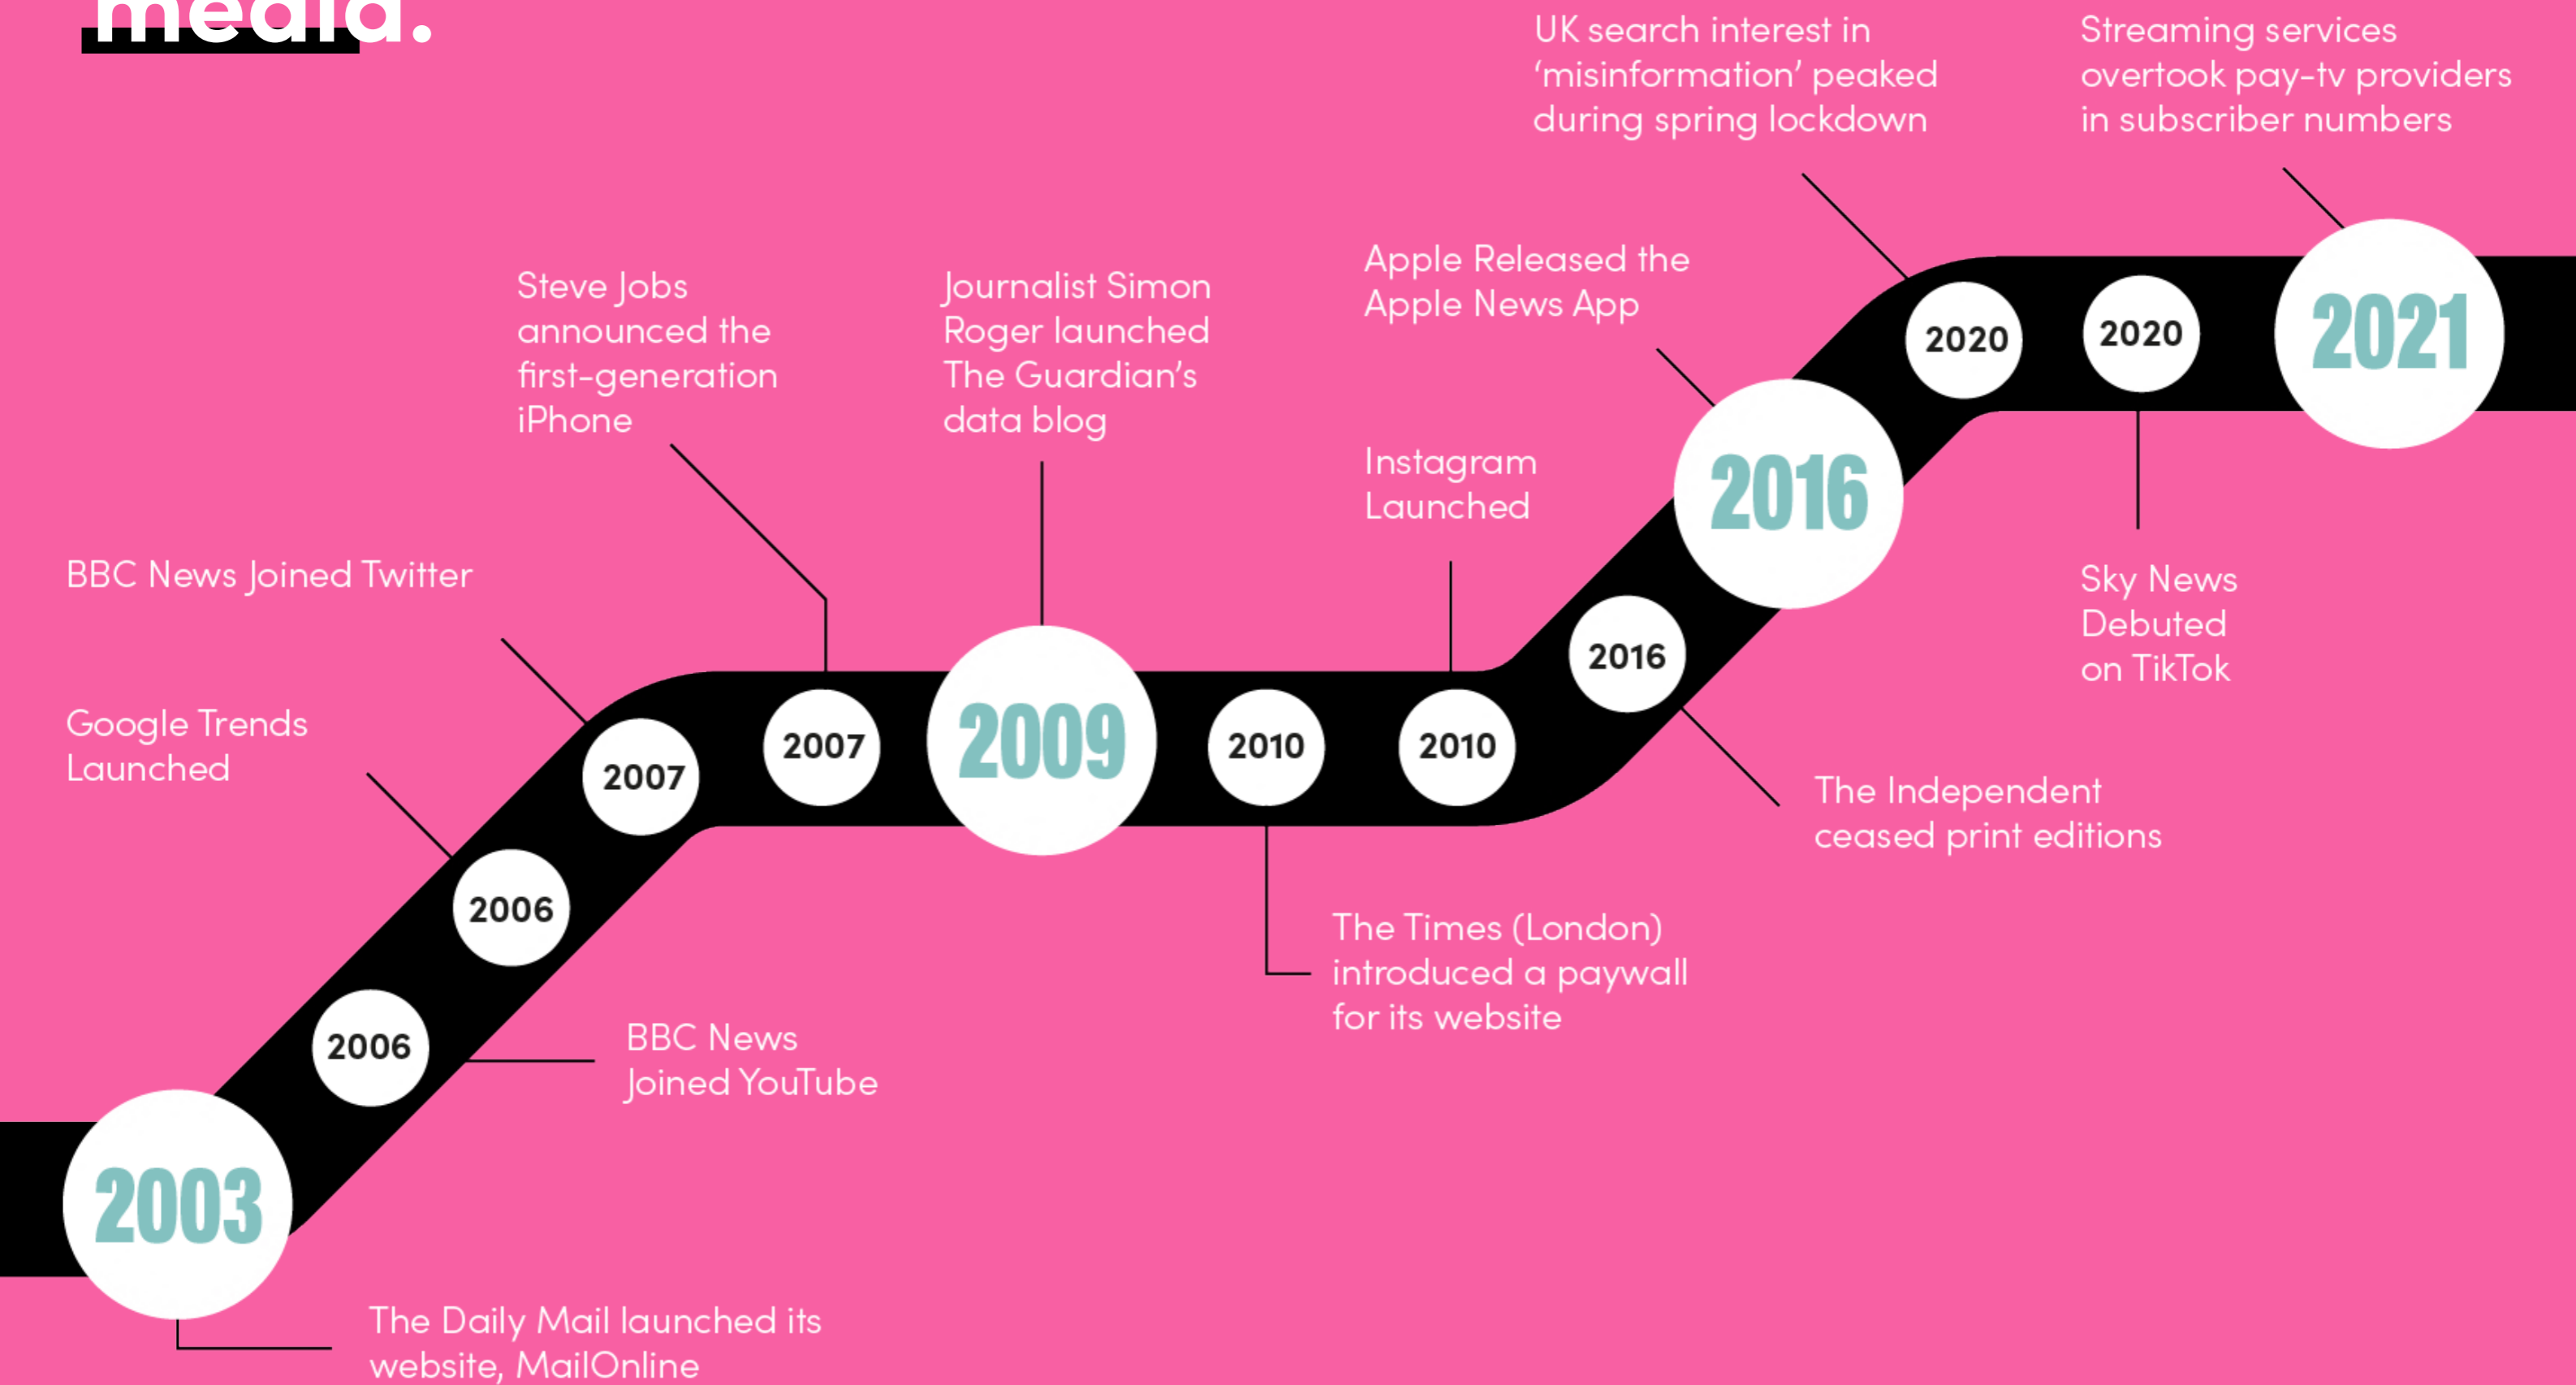 media.
UK search interest in
‘misinformation’ peaked
during spring lockdown
Streaming services
overtook pay-tv providers
in subscriber numbers
Steve Jobs
announced the
first-generation
iPhone
Journalist Simon
Roger launched
The Guardian’s
data blog
Apple Released the
Apple News App
2020
2020
2021
Instagram
Launched
2016
BBC News Joined Twitter
Sky News
Debuted
on TikTok
2016
Google Trends
Launched
2007
2007
2009
2010
2010
The Independent
ceased print editions
2006
The Times (London)
introduced a paywall
for its website
2006
BBC News
Joined YouTube
2003
The Daily Mail launched its
website, MailOnline